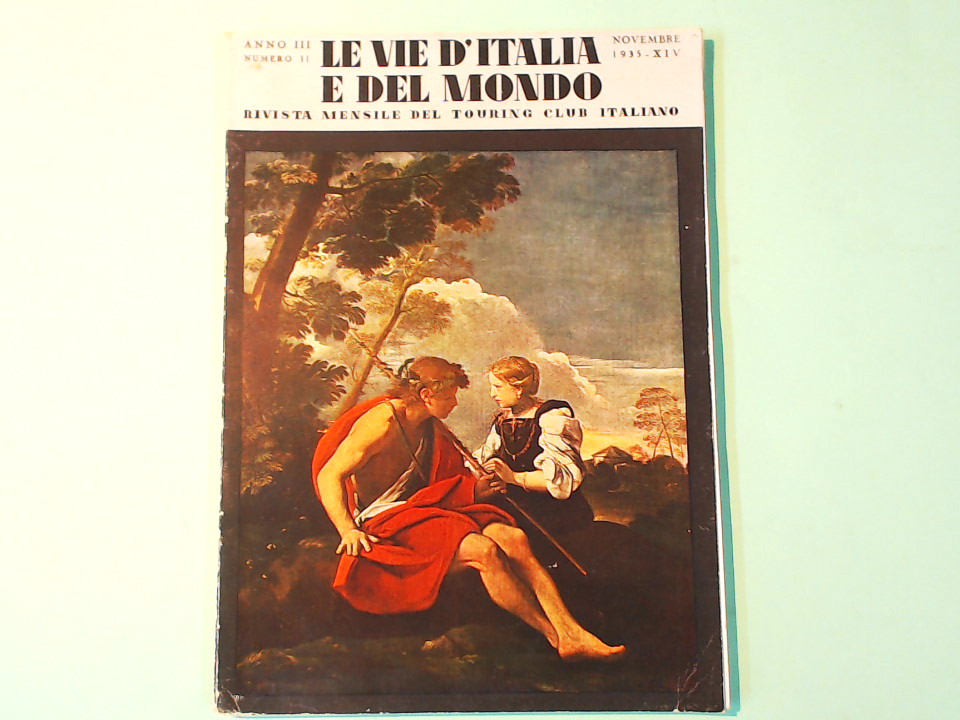 ANNO III
NUMERO 11
LE VIE D'ITALIA
E DEL MONDO
NOVEMBRE
1935-XIV
RIVISTA MENSILE DEL TOURING CLUB ITALIANO